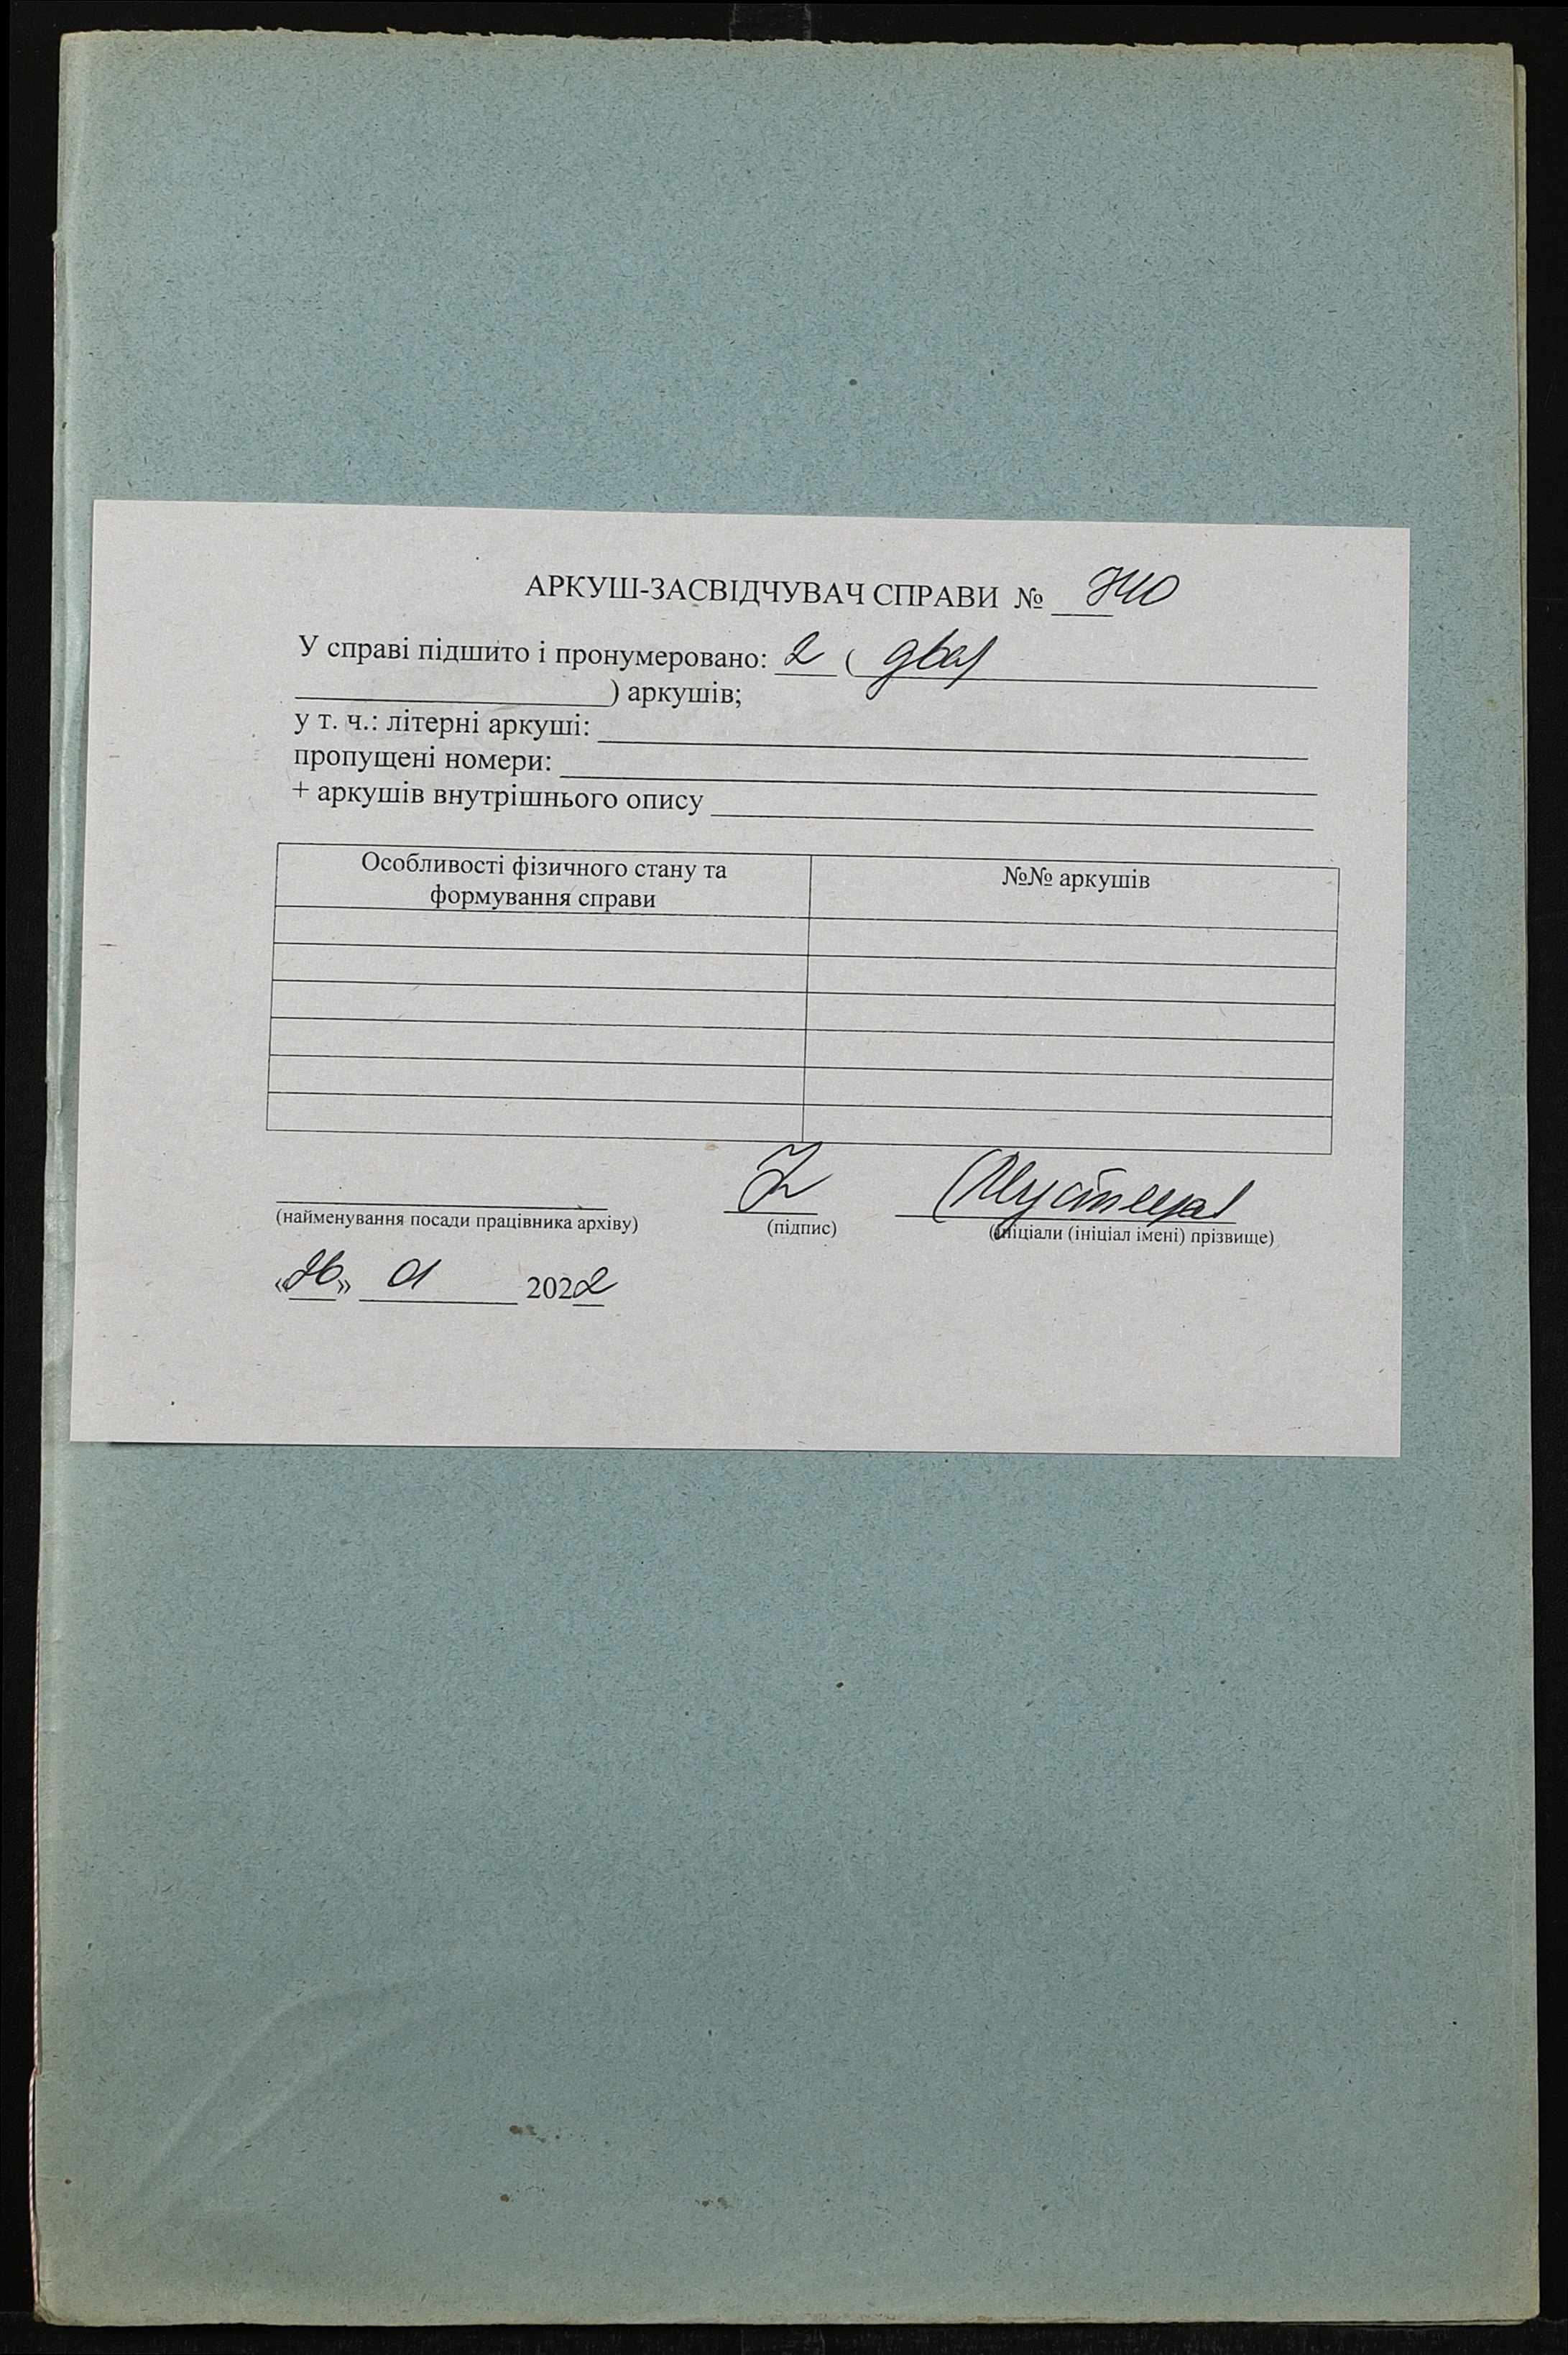 АРКУШ-ЗАСВІДЧУВАЧ СПРАВИ № 740
У справі підшито і пронумеровано: 2 ( два
) аркушів;
у т. ч.: літерні аркуші:
пропущені номери:
+ аркушів внутрішнього опису
Особливості фізичного стану та
формування справи
№№ аркушів
(найменування посади працівника архіву)
(підпис)
(ініціали (ініціал імені) прізвище)
«26» 01 2022